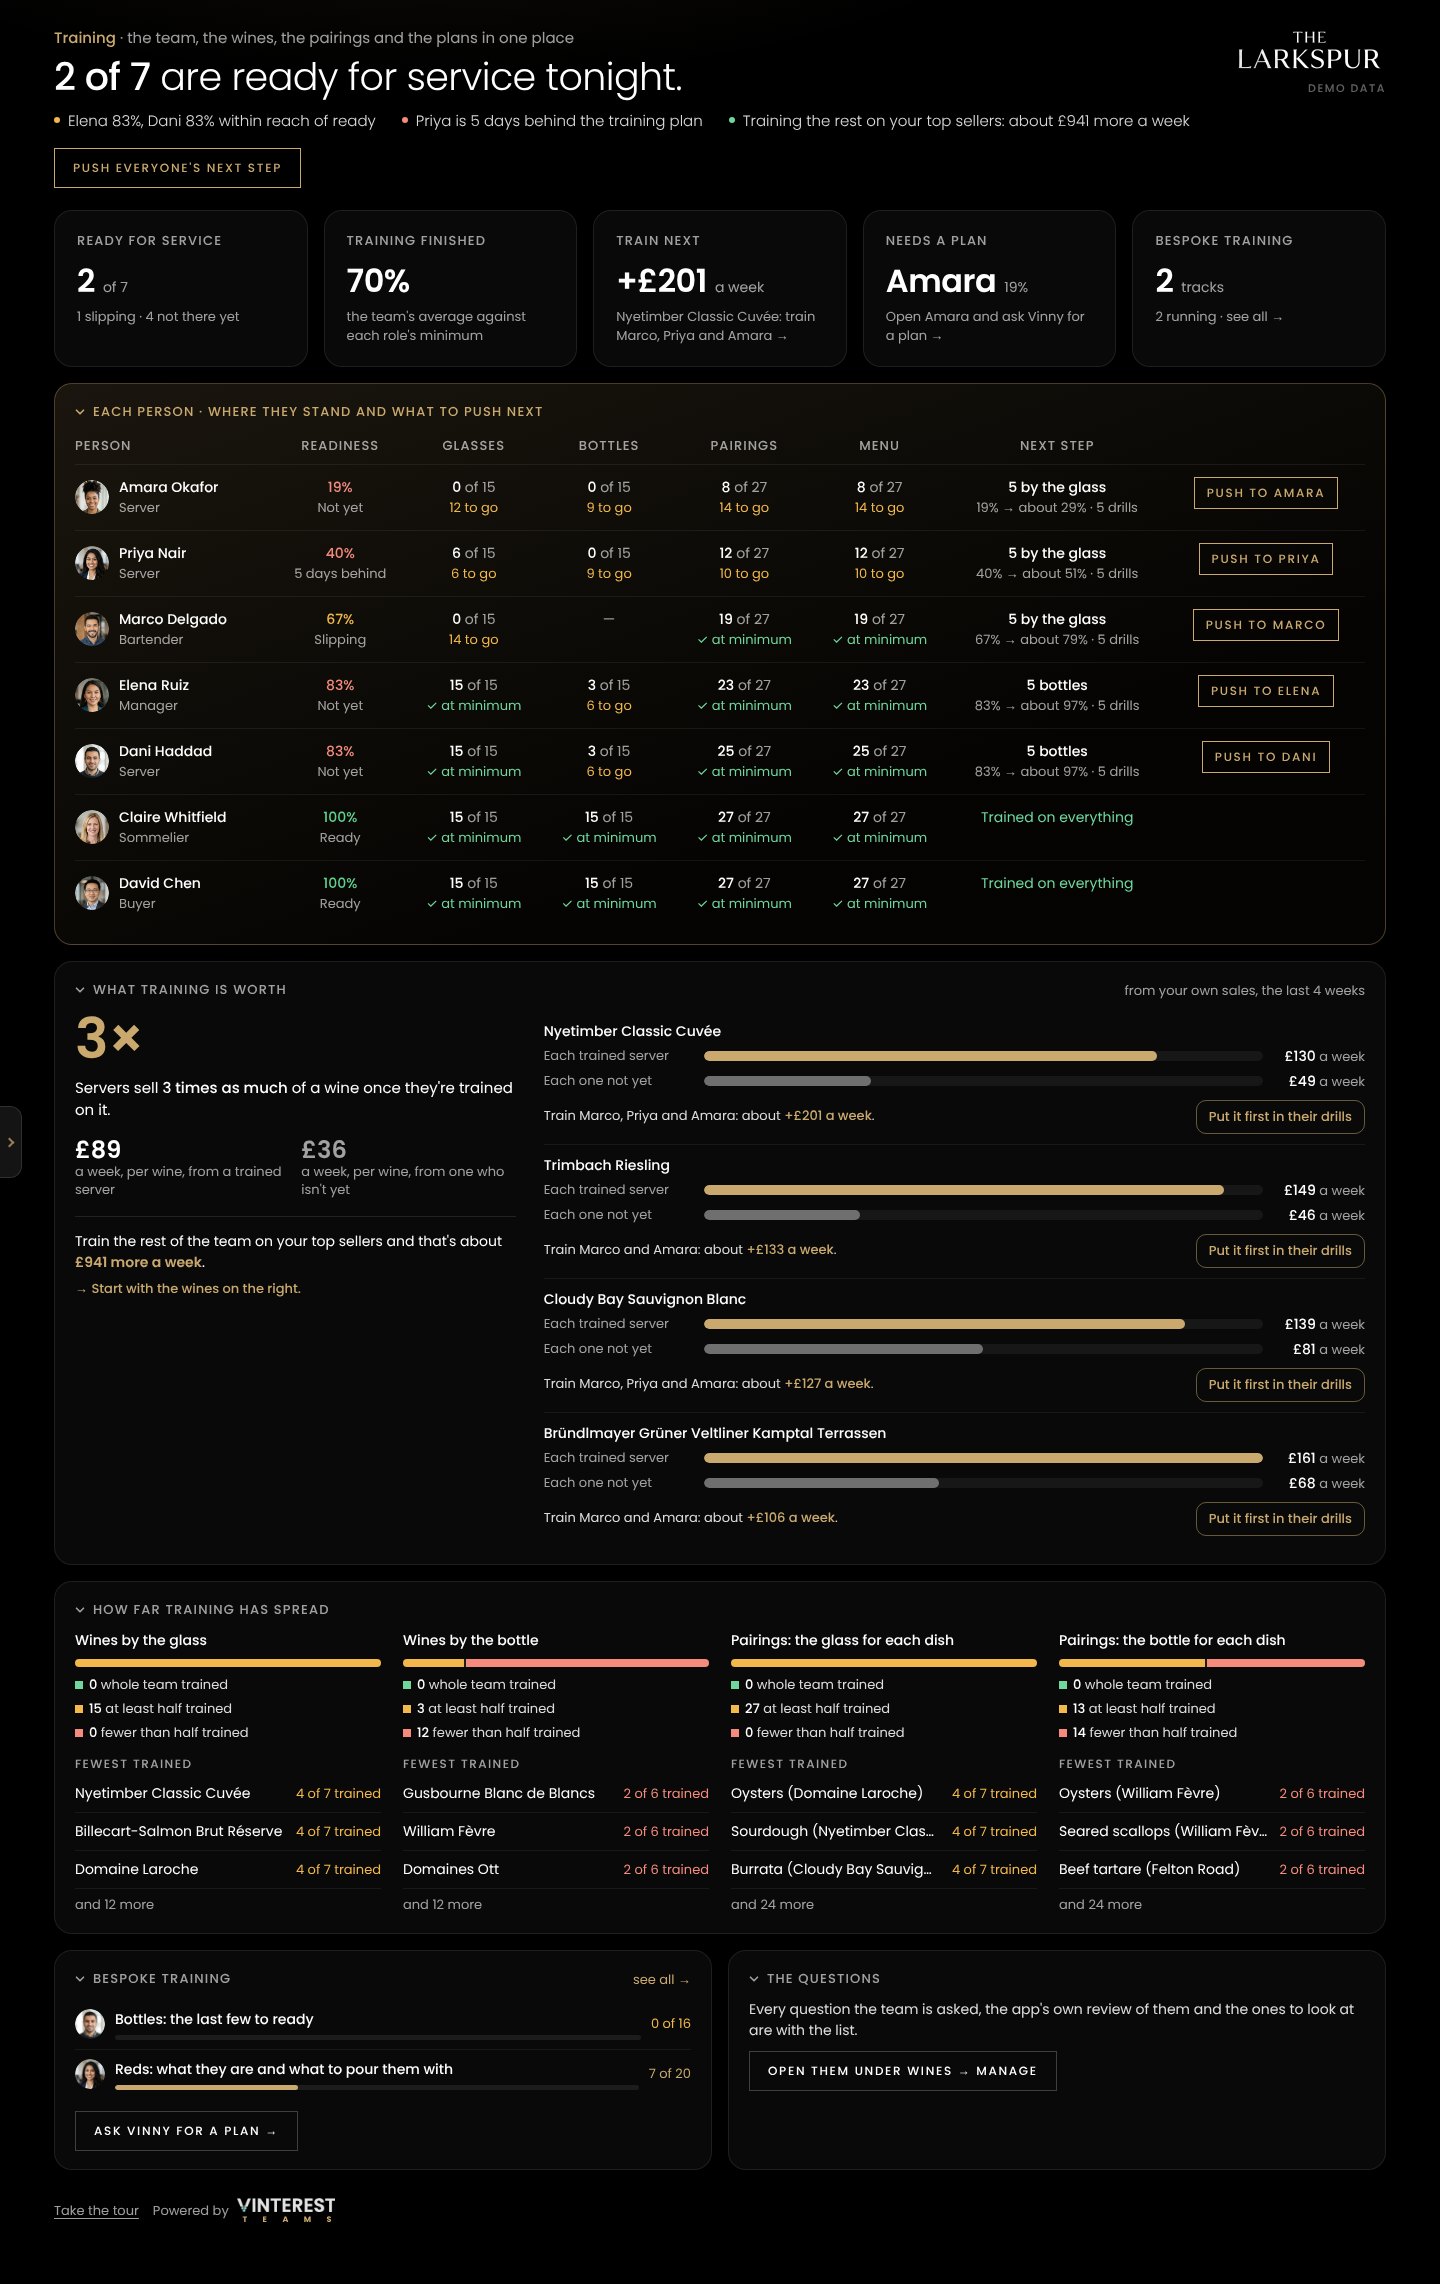 Training · the team, the wines, the pairings and the plans in one place
THE
LARKSPUR
DEMO DATA
2 of 7 are ready for service tonight.
Elena 83%, Dani 83% within reach of ready
Priya is 5 days behind the training plan
Training the rest on your top sellers: about £941 more a week
PUSH EVERYONE'S NEXT STEP
READY FOR SERVICE
2 of 7
1 slipping · 4 not there yet
TRAINING FINISHED
70%
the team's average against
each role's minimum
TRAIN NEXT
+£201 a week
Nyetimber Classic Cuvée: train
Marco, Priya and Amara →
NEEDS A PLAN
Amara 19%
Open Amara and ask Vinny for
a plan →
BESPOKE TRAINING
2 tracks
2 running · see all →
EACH PERSON · WHERE THEY STAND AND WHAT TO PUSH NEXT
PERSON READINESS GLASSES BOTTLES PAIRINGS MENU NEXT STEP
Amara Okafor 19% 0 of 15 0 of 15 8 of 27 8 of 27 5 by the glass PUSH TO AMARA
Server Not yet 12 to go 9 to go 14 to go 14 to go 19% → about 29% · 5 drills
Priya Nair 40% 6 of 15 0 of 15 12 of 27 12 of 27 5 by the glass PUSH TO PRIYA
Server 5 days behind 6 to go 9 to go 10 to go 10 to go 40% → about 51% · 5 drills
Marco Delgado 67% 0 of 15 — 19 of 27 19 of 27 5 by the glass PUSH TO MARCO
Bartender Slipping 14 to go ✓ at minimum ✓ at minimum 67% → about 79% · 5 drills
Elena Ruiz 83% 15 of 15 3 of 15 23 of 27 23 of 27 5 bottles PUSH TO ELENA
Manager Not yet ✓ at minimum 6 to go ✓ at minimum ✓ at minimum 83% → about 97% · 5 drills
Dani Haddad 83% 15 of 15 3 of 15 25 of 27 25 of 27 5 bottles PUSH TO DANI
Server Not yet ✓ at minimum 6 to go ✓ at minimum ✓ at minimum 83% → about 97% · 5 drills
Claire Whitfield 100% 15 of 15 15 of 15 27 of 27 27 of 27 Trained on everything
Sommelier Ready ✓ at minimum ✓ at minimum ✓ at minimum ✓ at minimum
David Chen 100% 15 of 15 15 of 15 27 of 27 27 of 27 Trained on everything
Buyer Ready ✓ at minimum ✓ at minimum ✓ at minimum ✓ at minimum
WHAT TRAINING IS WORTH
from your own sales, the last 4 weeks
3×
Servers sell 3 times as much of a wine once they're trained
on it.
£89
a week, per wine, from a trained
server
£36
a week, per wine, from one who
isn't yet
Train the rest of the team on your top sellers and that's about
£941 more a week.
→ Start with the wines on the right.
Nyetimber Classic Cuvée
Each trained server £130 a week
Each one not yet £49 a week
Train Marco, Priya and Amara: about +£201 a week. Put it first in their drills
Trimbach Riesling
Each trained server £149 a week
Each one not yet £46 a week
Train Marco and Amara: about +£133 a week. Put it first in their drills
Cloudy Bay Sauvignon Blanc
Each trained server £139 a week
Each one not yet £81 a week
Train Marco, Priya and Amara: about +£127 a week. Put it first in their drills
Bründlmayer Grüner Veltliner Kamptal Terrassen
Each trained server £161 a week
Each one not yet £68 a week
Train Marco and Amara: about +£106 a week. Put it first in their drills
HOW FAR TRAINING HAS SPREAD
Wines by the glass
0 whole team trained
15 at least half trained
0 fewer than half trained
FEWEST TRAINED
Nyetimber Classic Cuvée 4 of 7 trained
Billecart-Salmon Brut Réserve 4 of 7 trained
Domaine Laroche 4 of 7 trained
and 12 more
Wines by the bottle
0 whole team trained
3 at least half trained
12 fewer than half trained
FEWEST TRAINED
Gusbourne Blanc de Blancs 2 of 6 trained
William Fèvre 2 of 6 trained
Domaines Ott 2 of 6 trained
and 12 more
Pairings: the glass for each dish
0 whole team trained
27 at least half trained
0 fewer than half trained
FEWEST TRAINED
Oysters (Domaine Laroche) 4 of 7 trained
Sourdough (Nyetimber Clas... 4 of 7 trained
Burrata (Cloudy Bay Sauvig... 4 of 7 trained
and 24 more
Pairings: the bottle for each dish
0 whole team trained
13 at least half trained
14 fewer than half trained
FEWEST TRAINED
Oysters (William Fèvre) 2 of 6 trained
Seared scallops (William Fèv... 2 of 6 trained
Beef tartare (Felton Road) 2 of 6 trained
and 24 more
BESPOKE TRAINING
see all →
Bottles: the last few to ready 0 of 16
Reds: what they are and what to pour them with 7 of 20
ASK VINNY FOR A PLAN →
THE QUESTIONS
Every question the team is asked, the app's own review of them and the ones to look at
are with the list.
OPEN THEM UNDER WINES → MANAGE
Take the tour Powered by VINTEREST
TEAMS